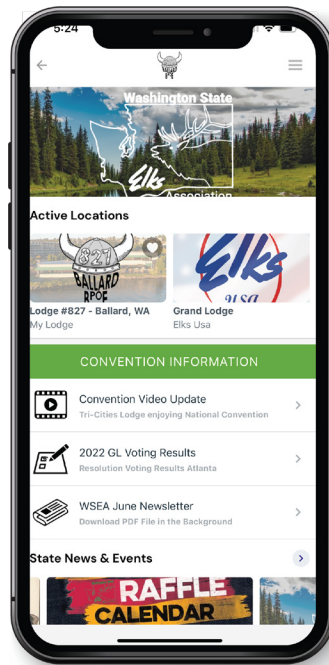 5:24
BPOE
Washington State
Elks
Association
Active Locations
827
BALLARD
BPOE
Elks
USA
Lodge #827 - Ballard, WA
My Lodge
Grand Lodge
Elks Usa
CONVENTION INFORMATION
Convention Video Update
Tri-Cities Lodge enjoying National Convention
2022 GL Voting Results
Resolution Voting Results Atlanta
WSEA June Newsletter
Download PDF File in the Background
State News & Events
RAFFLE
CALENDAR